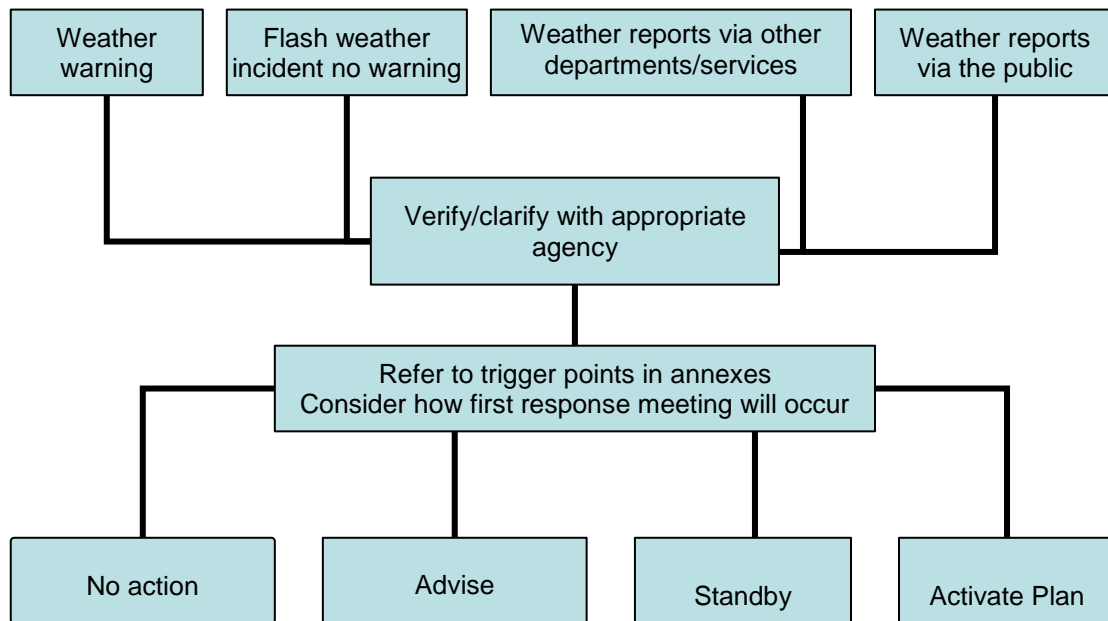 Weather
warning
Flash weather
incident no warning
Weather reports via other
departments/services
Weather reports
via the public
Verify/clarify with appropriate
agency
Refer to trigger points in annexes
Consider how first response meeting will occur
No action
Advise
Standby
Activate Plan